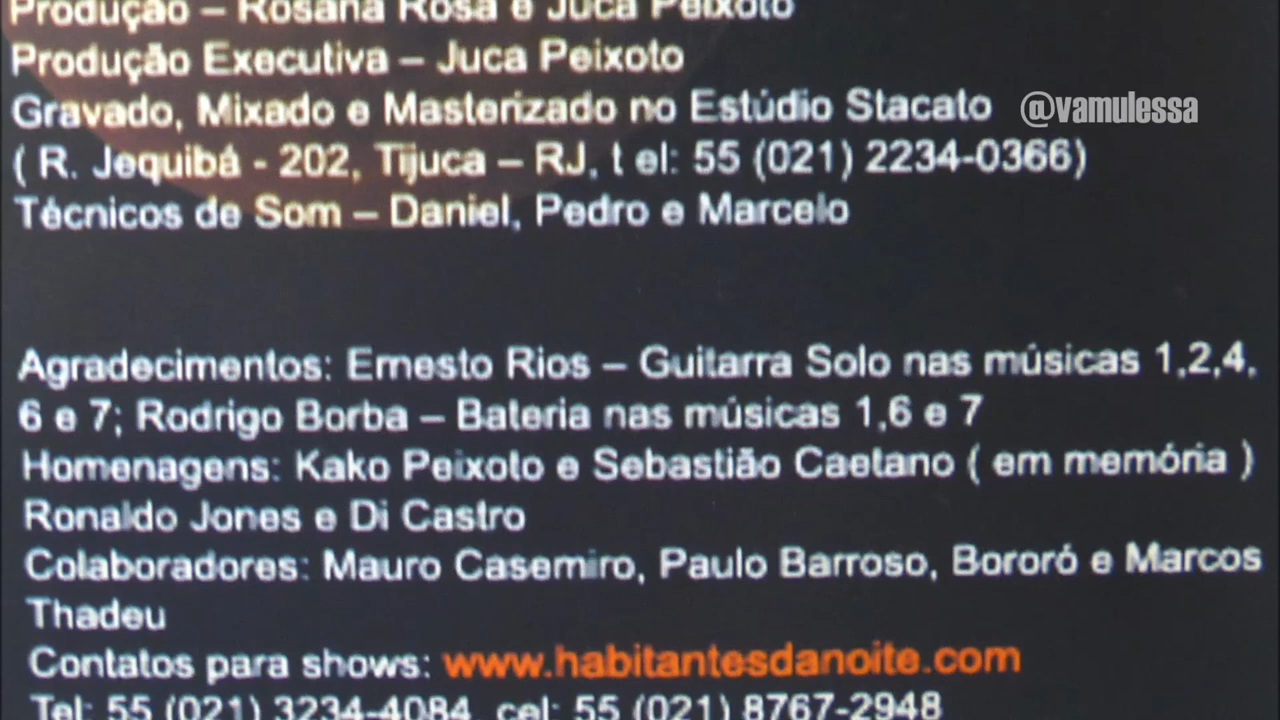 Produção – Rosana Rosa e Juca Peixoto
Produção Executiva – Juca Peixoto
Gravado, Mixado e Masterizado no Estúdio Stacato
@vamulessa
( R. Jequibá - 202, Tijuca – RJ, t el: 55 (021) 2234-0366)
Técnicos de Som – Daniel, Pedro e Marcelo
Agradecimentos: Ernesto Rios – Guitarra Solo nas músicas 1,2,4,
6 e 7; Rodrigo Borba – Bateria nas músicas 1,6 e 7
Homenagens: Kako Peixoto e Sebastião Caetano ( em memória )
Ronaldo Jones e Di Castro
Colaboradores: Mauro Casemiro, Paulo Barroso, Bororó e Marcos
Thadeu
Contatos para shows: www.habitantesdanoite.com
Tel: 55 (021) 3234-4084, cel: 55 (021) 8767-2948